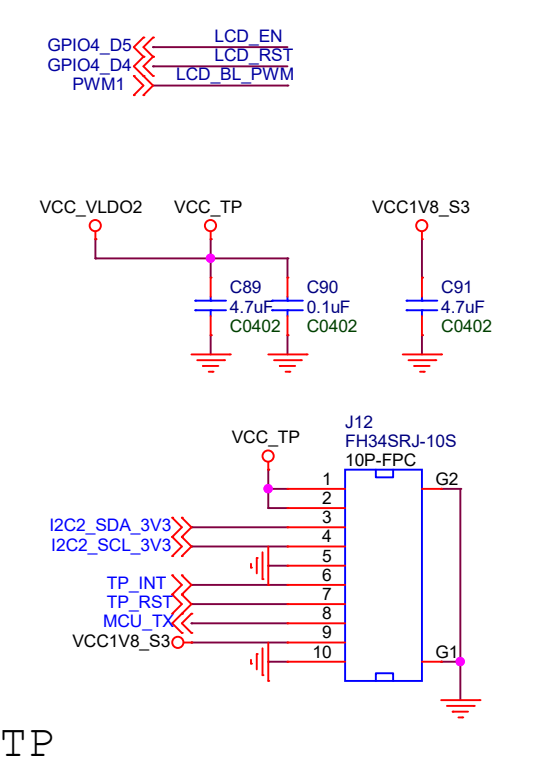 GPIO4_D5 LCD_EN
GPIO4_D4 LCD_RST
PWM1 LCD_BL_PWM
VCC_VLDO2 VCC_TP VCC1V8_S3
C89 C90 C91
4.7uF 0.1uF 4.7uF
C0402 C0402 C0402
J12
FH34SRJ-10S
10P-FPC
VCC_TP
1 G2
2
I2C2_SDA_3V3 3
I2C2_SCL_3V3 4
5
TP_INT 6
TP_RST 7
MCU_TX 8
VCC1V8_S3 9
10 G1
TP